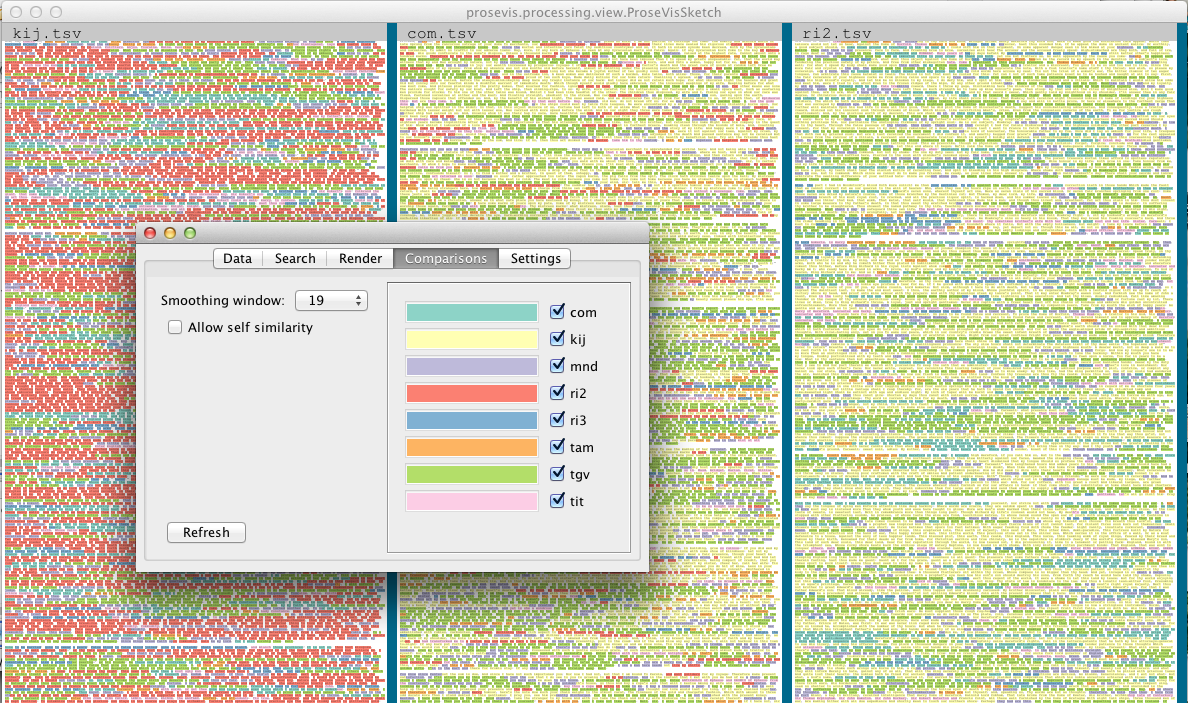 prosevis.processing.view.ProseVisSketch
kij.tsv
com.tsv
ri2.tsv
Data
Search
Render
Comparisons
Settings
Smoothing window: 19
Allow self similarity
com
kij
mnd
ri2
ri3
tam
tgv
tit
Refresh